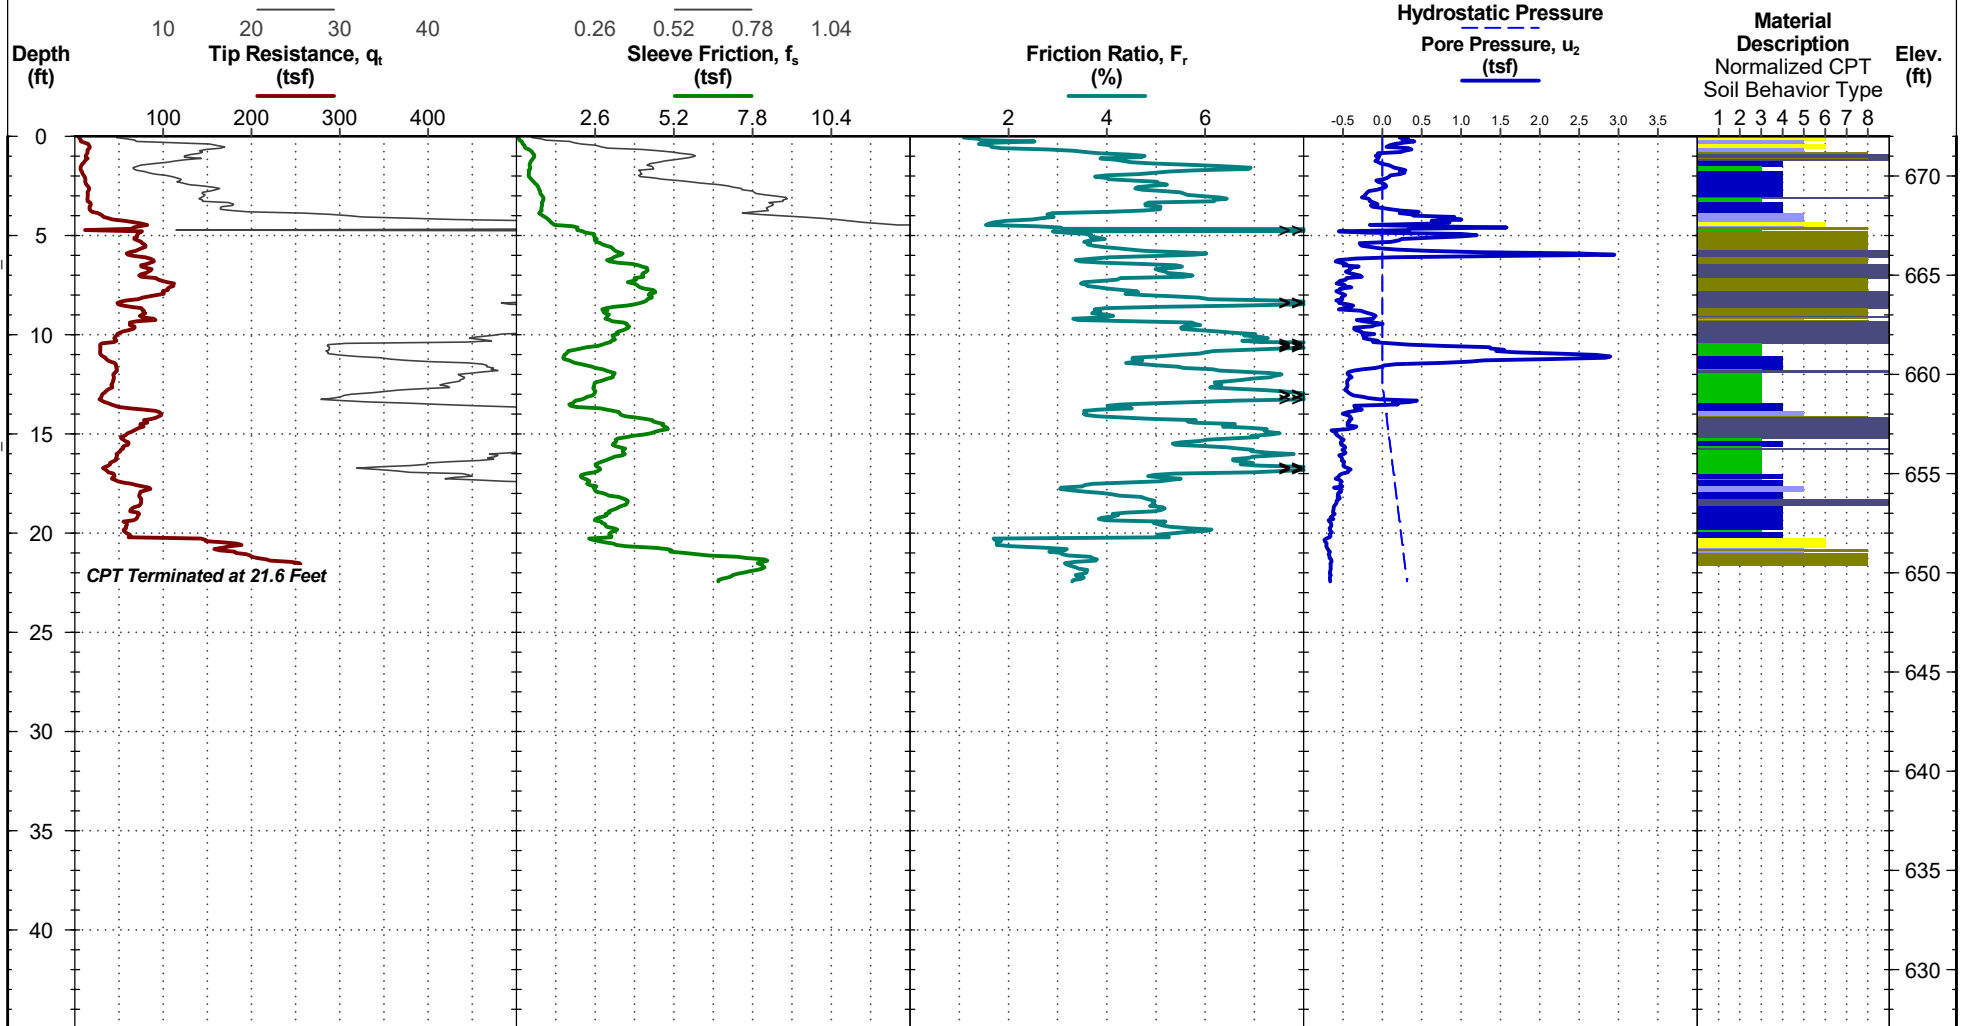 10 20 30 40
0.26 0.52 0.78 1.04
Hydrostatic Pressure
Depth
(ft)
Tip Resistance, qt
(tsf)
Sleeve Friction, fs
(tsf)
Friction Ratio, Fr
(%)
Pore Pressure, u2
(tsf)
Material
Description
Normalized CPT
Soil Behavior Type
Elev.
(ft)
100 200 300 400
2.6 5.2 7.8 10.4
2 4 6
-0.5 0.0 0.5 1.0 1.5 2.0 2.5 3.0 3.5
1 2 3 4 5 6 7 8
0
670
5
>>
665
>>
10
>>
>>
660
>>
>>
15
>>
655
20
CPT Terminated at 21.6 Feet
650
25
645
30
640
35
635
40
630